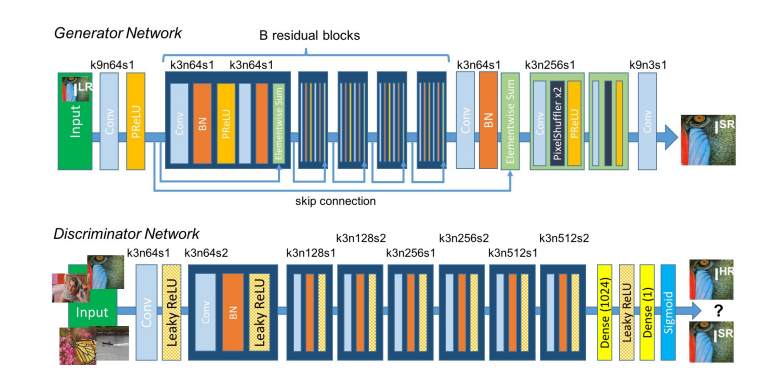 Generator Network
B residual blocks
k9n64s1
k3n64s1
k3n64s1
k3n64s1
k3n256s1
k9n3s1
Input
I^LR
Conv
PReLU
Conv
BN
PReLU
Elementwise Sum
Conv
BN
Elementwise Sum
Conv
PixelShuffler x2
PReLU
Conv
I^SR
skip connection
Discriminator Network
k3n64s1
k3n64s2
k3n128s1
k3n128s2
k3n256s1
k3n256s2
k3n512s1
k3n512s2
Input
Conv
Leaky ReLU
Conv
BN
Leaky ReLU
Dense (1024)
Leaky ReLU
Dense (1)
Sigmoid
I^HR
?
I^SR